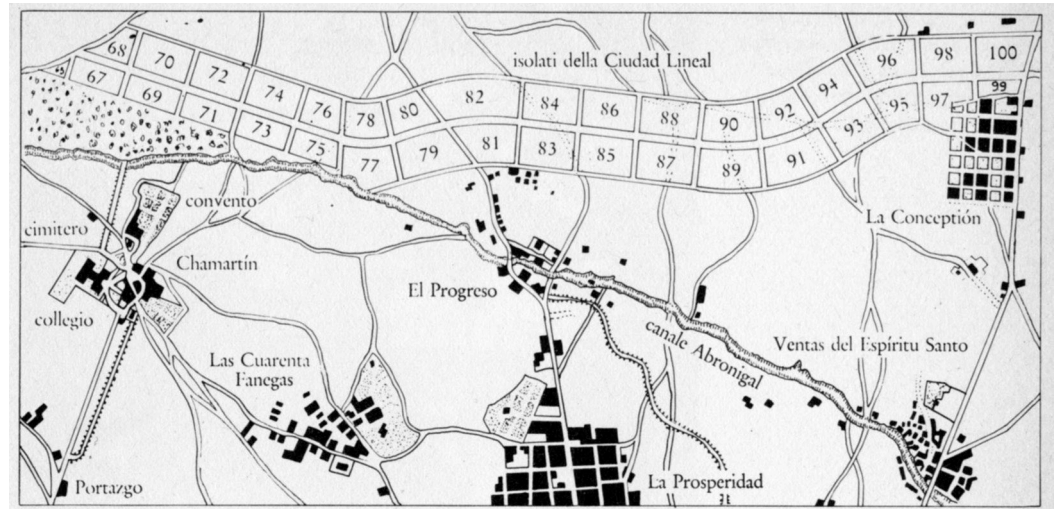 68
70
72
74
76
78
80
82
84
86
88
90
92
94
96
98
100
67
69
71
73
75
77
79
81
83
85
87
89
91
93
95
97
99
isolati della Ciudad Lineal
convento
cimitero
Chamartín
collegio
La Conceptión
El Progreso
canale Abronigal
Ventas del Espíritu Santo
Las Cuarenta
Fanegas
La Prosperidad
Portazgo